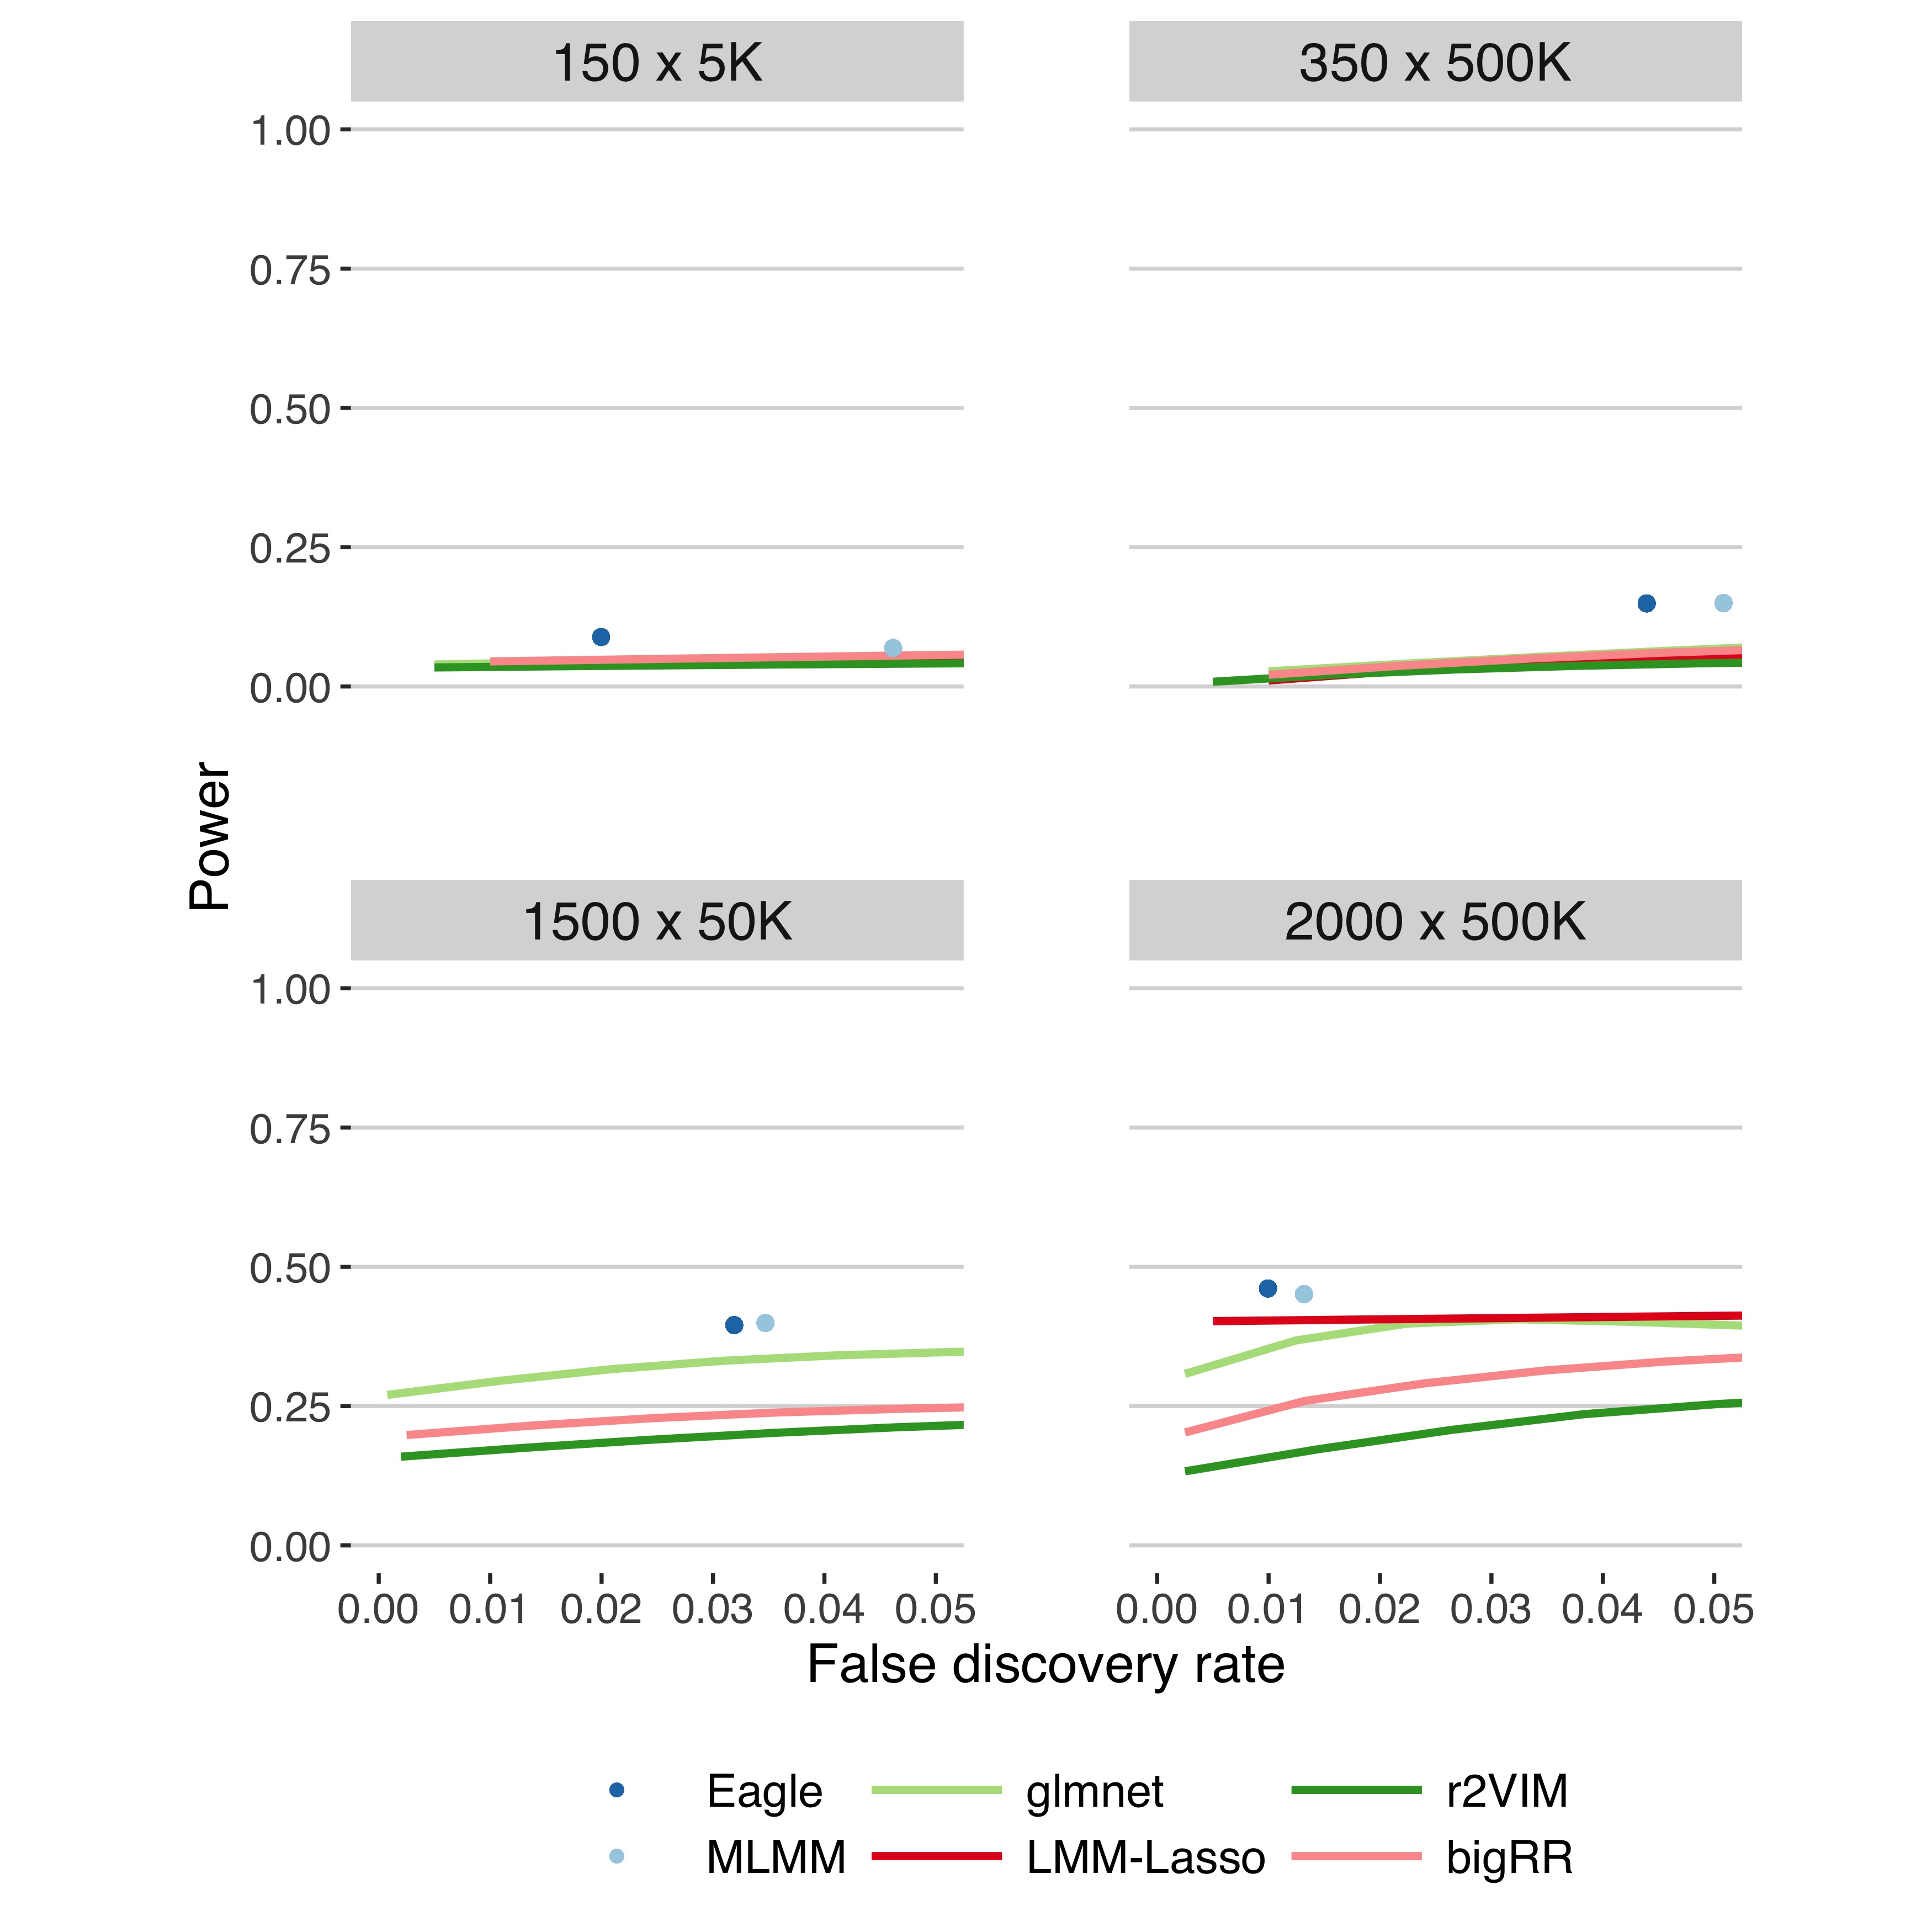 150 x 5K
350 x 500K
1.00
0.75
0.50
0.25
0.00
Power
1500 x 50K
2000 x 500K
1.00
0.75
0.50
0.25
0.00
0.00 0.01 0.02 0.03 0.04 0.05
0.00 0.01 0.02 0.03 0.04 0.05
False discovery rate
Eagle glmnet r2VIM
MLMM LMM-Lasso bigRR